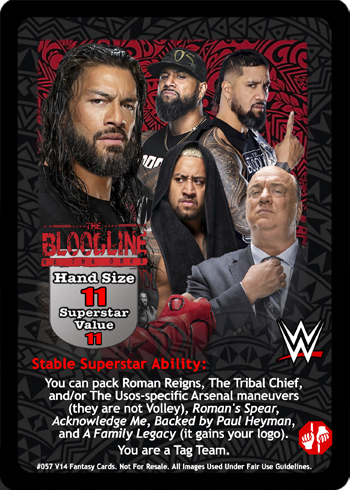 THE
BLOODLINE
Hand Size
11
Superstar
Value
11
W
Stable Superstar Ability:
You can pack Roman Reigns, The Tribal Chief,
and/or The Usos-specific Arsenal maneuvers
(they are not Volley), Roman's Spear,
Acknowledge Me, Backed by Paul Heyman,
and A Family Legacy (it gains your logo).
You are a Tag Team.
#057 V14 Fantasy Cards. Not For Resale. All Images Used Under Fair Use Guidelines.